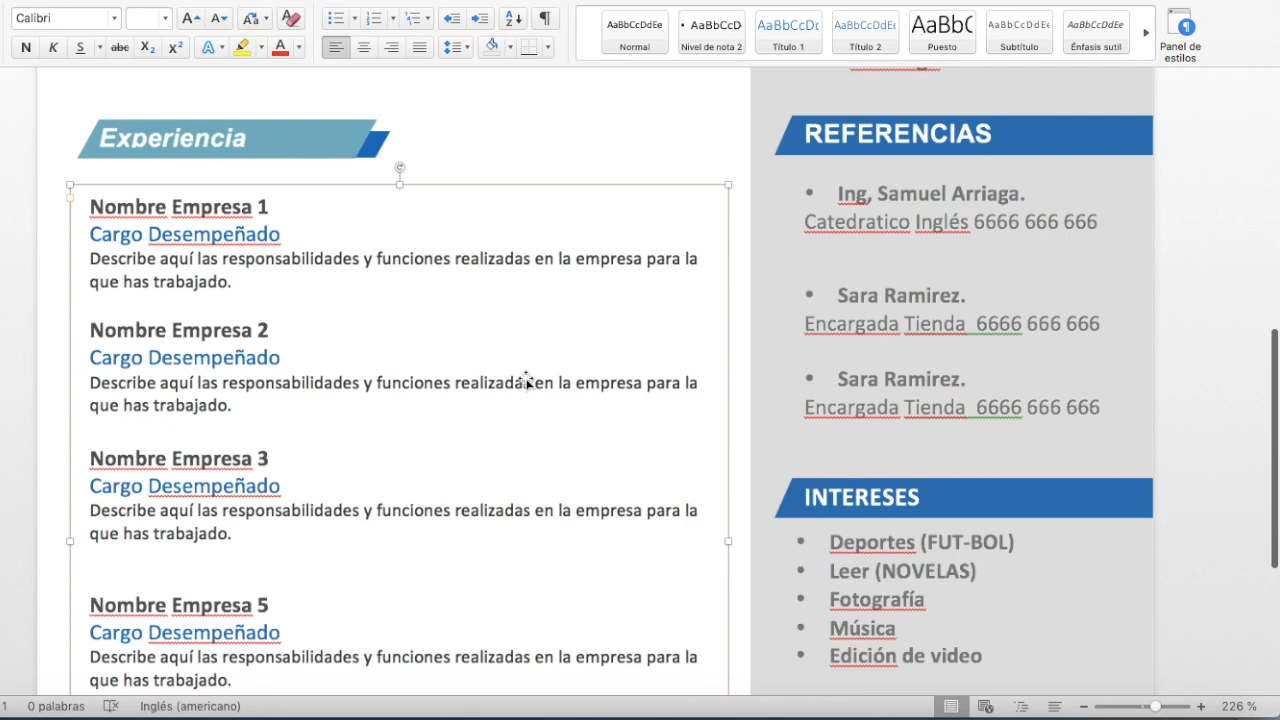 Calibri
N K S abc X2 X2 A A
AaBbCcDdEe AaBbCcD AaBbCcDc AaBbCcDdEe AaBbC AaBbCcDdEe AaBbCcDdEe
Normal Nivel de nota 2 Título 1 Título 2 Puesto Subtítulo Énfasis sutil
Panel de
estilos
Experiencia
Nombre Empresa 1
Cargo Desempeñado
Describe aquí las responsabilidades y funciones realizadas en la empresa para la
que has trabajado.
Nombre Empresa 2
Cargo Desempeñado
Describe aquí las responsabilidades y funciones realizadas en la empresa para la
que has trabajado.
Nombre Empresa 3
Cargo Desempeñado
Describe aquí las responsabilidades y funciones realizadas en la empresa para la
que has trabajado.
Nombre Empresa 5
Cargo Desempeñado
Describe aquí las responsabilidades y funciones realizadas en la empresa para la
que has trabajado.
REFERENCIAS
• Ing, Samuel Arriaga.
Catedratico Inglés 6666 666 666
• Sara Ramirez.
Encargada Tienda 6666 666 666
• Sara Ramirez.
Encargada Tienda 6666 666 666
INTERESES
• Deportes (FUT-BOL)
• Leer (NOVELAS)
• Fotografía
• Música
• Edición de video
1 0 palabras Inglés (americano) 226 %